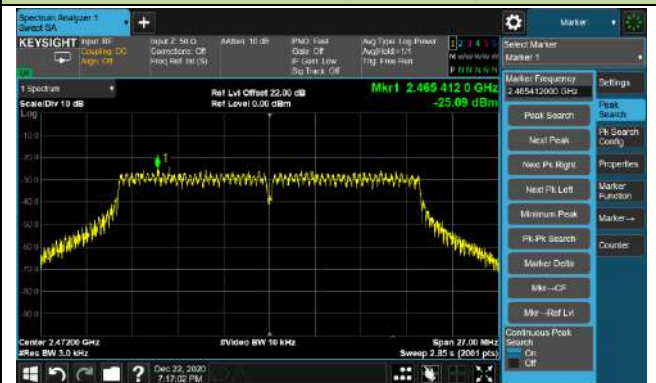 Spectrum Analyzer 1
Swept SA
+
Marker
KEYSIGHT
Input: RF
Coupling: DC
Align: Off
Input Z: 50 Ω
Corrections: Off
Freq Ref: Int (S)
#Atten: 10 dB
PNO: Fast
Gate: Off
IF Gain: Low
Sig Track: Off
Avg Type: Log-Power
Avg|Hold:>1/1
Trig: Free Run
1 2 3 4 5 6
M W W W W W
P N N N N N
Select Marker
Marker 1
1 Spectrum
Scale/Div 10 dB
Log
Ref Lvl Offset 22.00 dB
Ref Level 0.00 dBm
Mkr1 2.465 412 0 GHz
-25.09 dBm
Marker Frequency
2.465412000 GHz
Settings
Peak Search
Next Peak
Next Pk Right
Next Pk Left
Minimum Peak
Pk-Pk Search
Marker Delta
Mkr→CF
Mkr→Ref Lvl
Continuous Peak
Search
On
Off
Peak
Search
Pk Search
Config
Properties
Marker
Function
Marker→
Counter
1
Center 2.47200 GHz
#Res BW 3.0 kHz
#Video BW 10 kHz
Span 27.00 MHz
Sweep 2.85 s (2001 pts)
?
Dec 22, 2020
7:17:02 PM